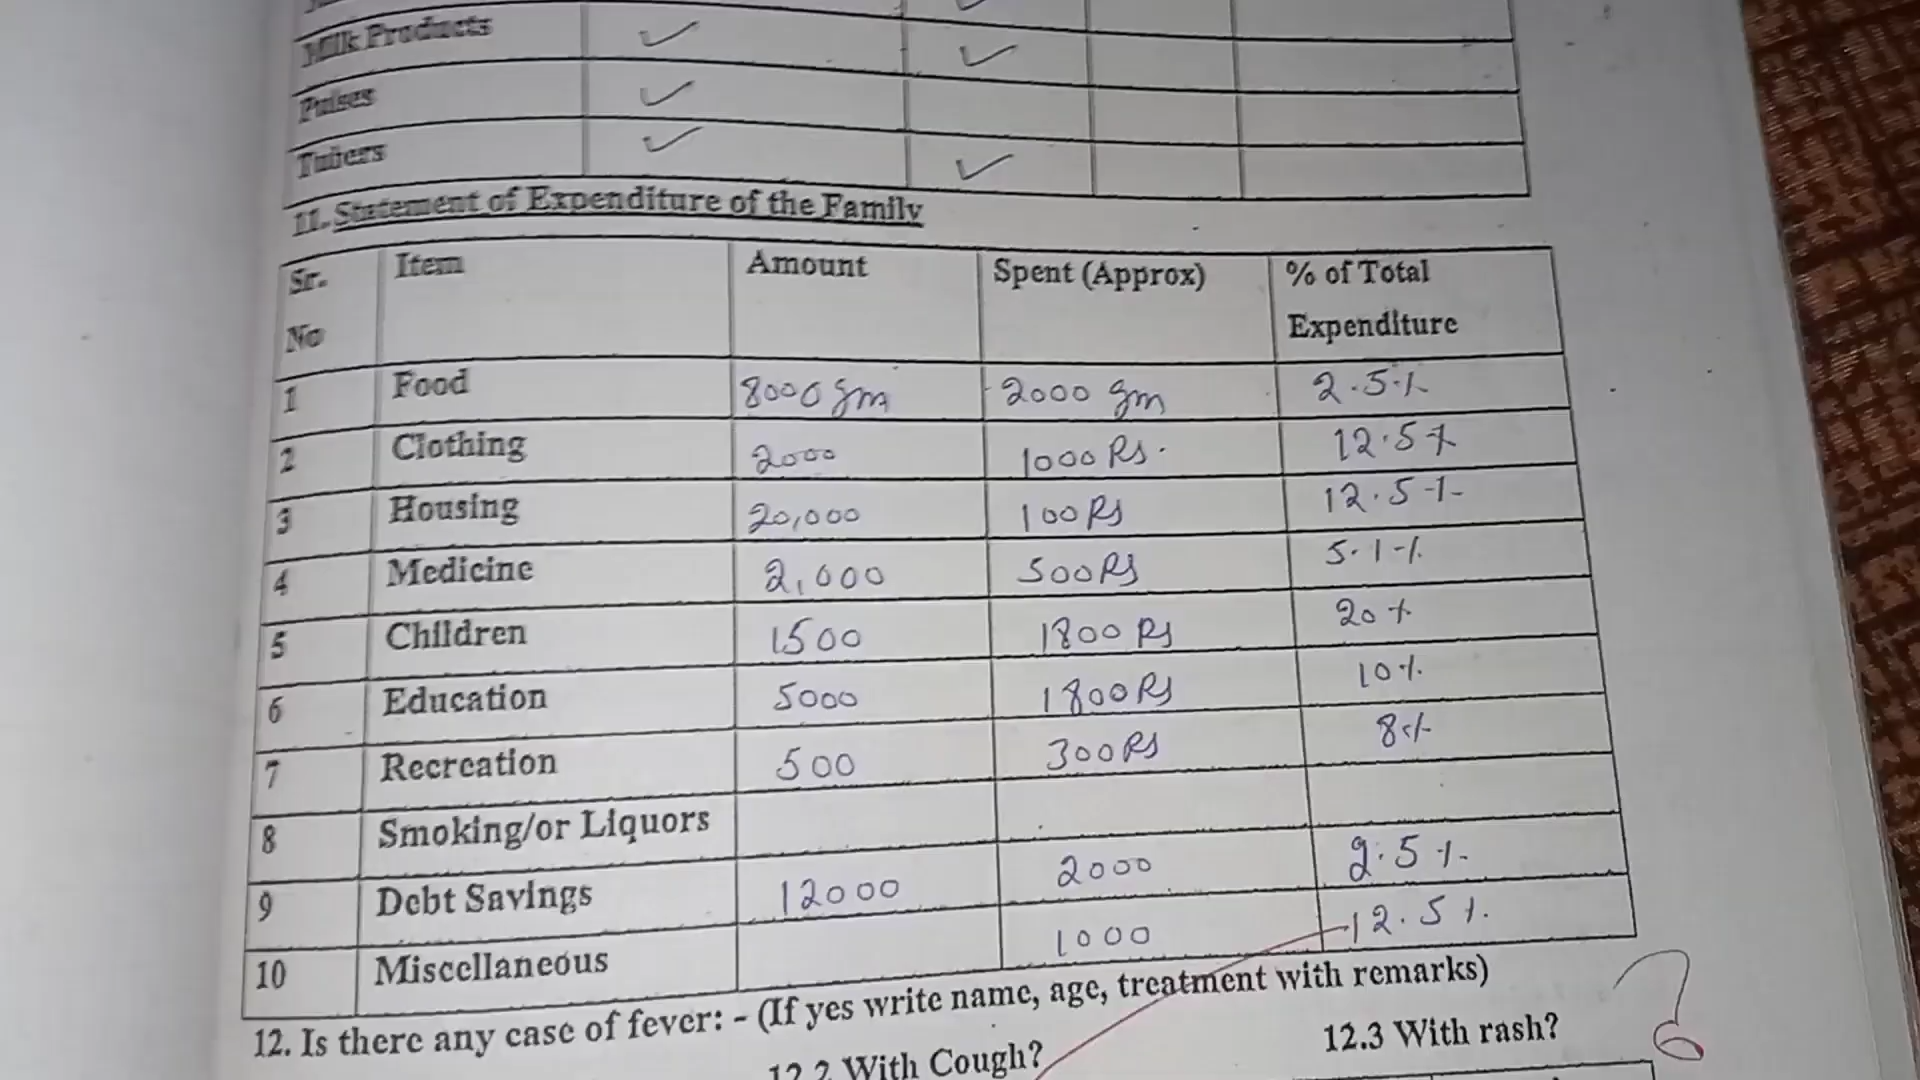 Milk Products ✓ ✓
Pulses ✓
Tubers ✓ ✓
11. Statement of Expenditure of the Family
Sr. No Item Amount Spent (Approx) % of Total Expenditure
1 Food 8000 gm 2000 gm 2.5%
2 Clothing 2000 1000 Rs. 12.5%
3 Housing 20,000 100 Rs 12.5%
4 Medicine 2,000 500 Rs 5.1%
5 Children 1500 1800 Rs 20%
6 Education 5000 1800 Rs 10%
7 Recreation 500 300 Rs 8%
8 Smoking/or Liquors
9 Debt Savings 12000 2000 2.5%
10 Miscellaneous 1000 12.5%
12. Is there any case of fever: - (If yes write name, age, treatment with remarks)
12.2 With Cough? 12.3 With rash?